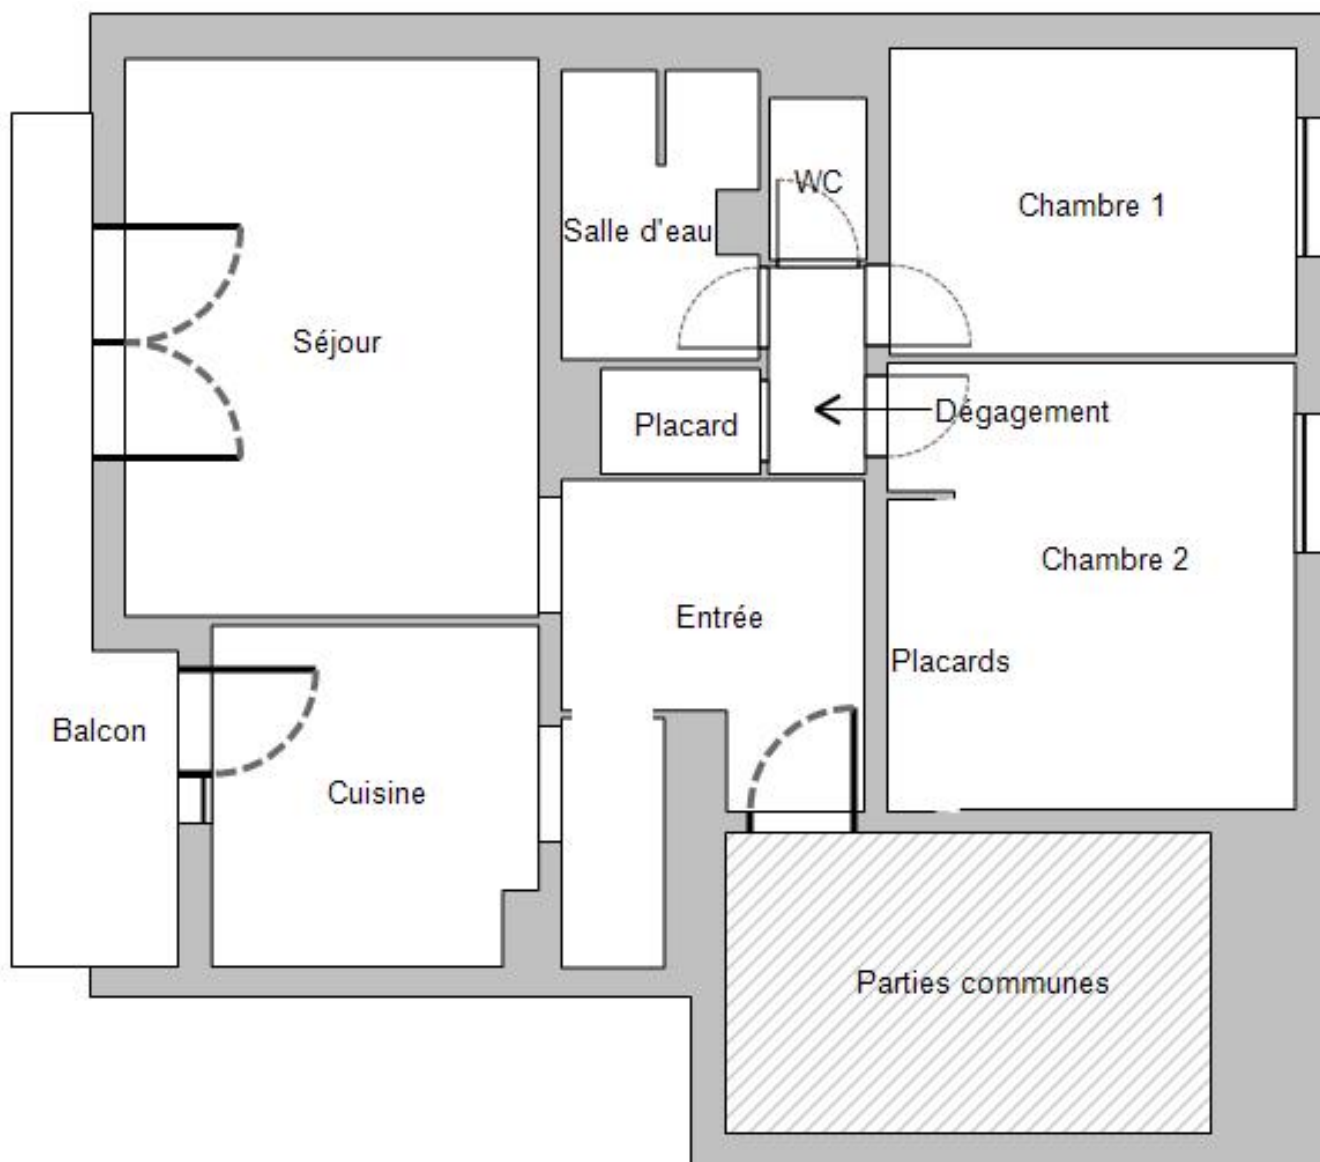 WC
Chambre 1
Salle d'eau
Séjour
Placard
Dégagement
Chambre 2
Entrée
Placards
Balcon
Cuisine
Parties communes